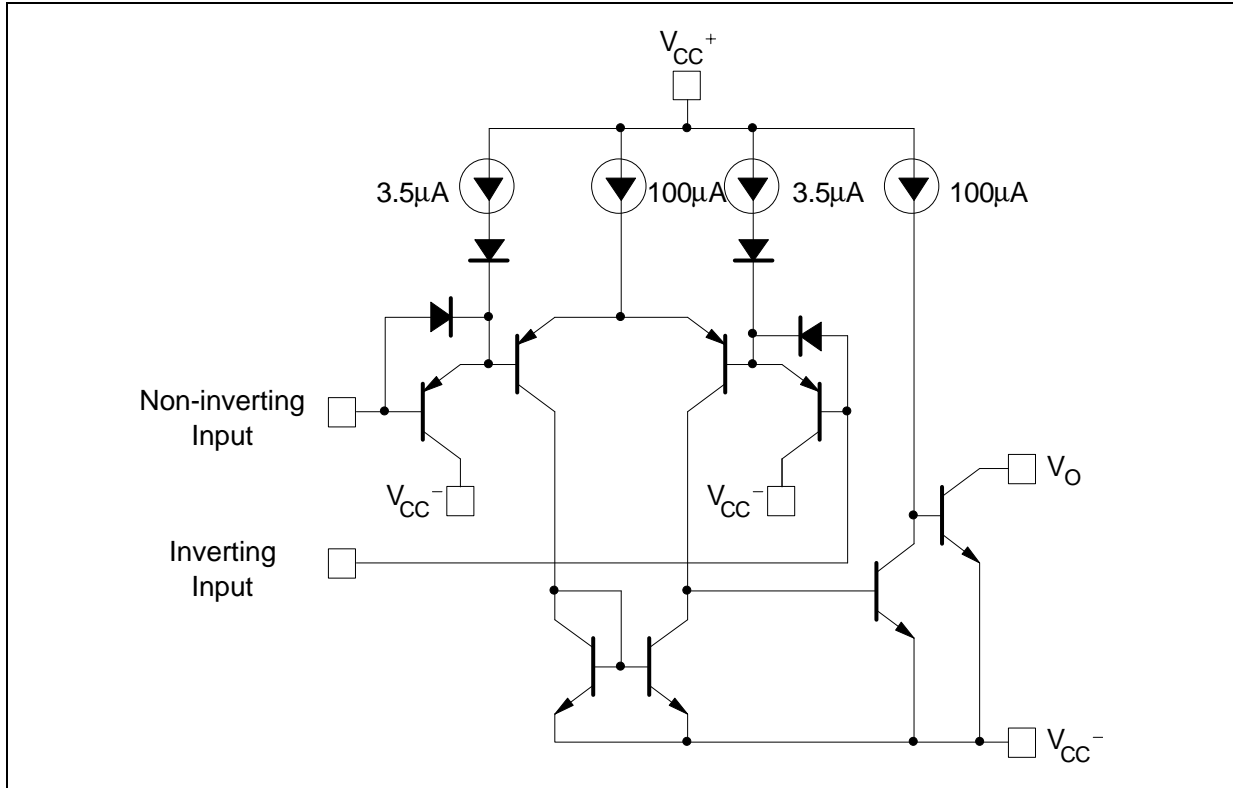 V_CC⁺
3.5μA
100μA
3.5μA
100μA
Non-inverting
Input
V_CC⁻
V_CC⁻
V_O
Inverting
Input
V_CC⁻